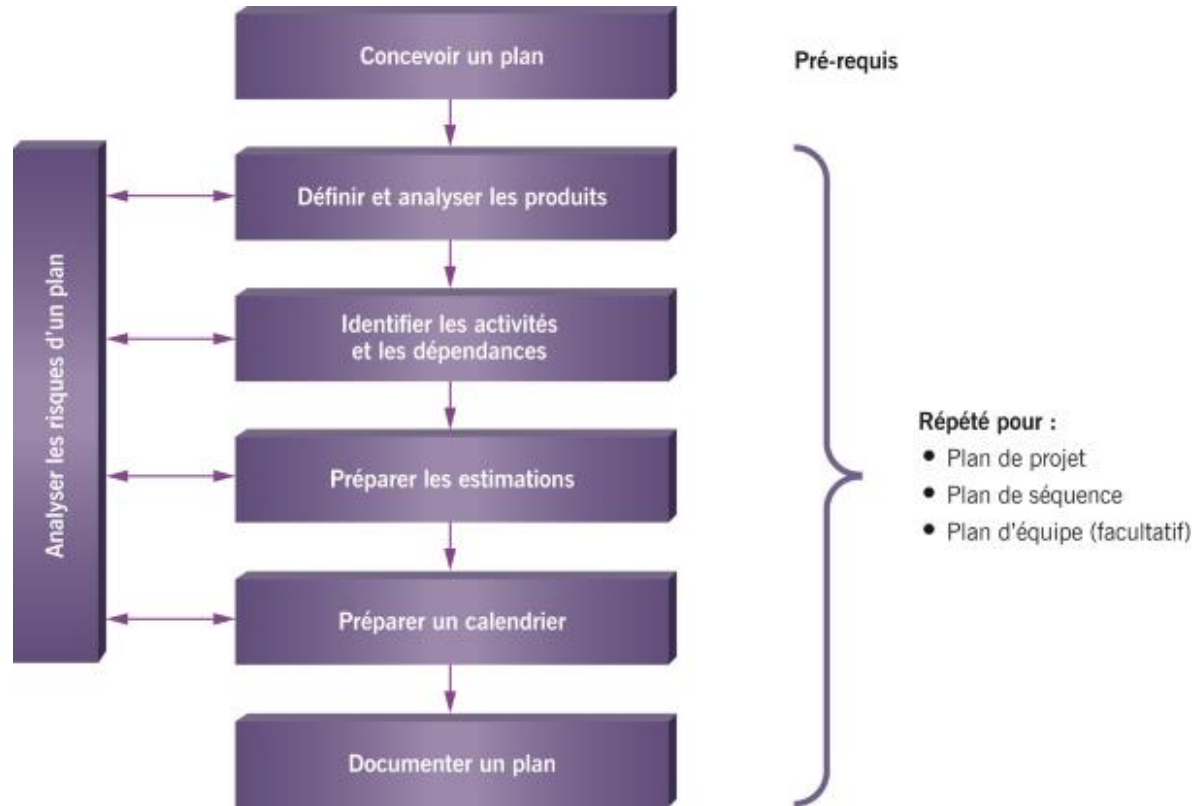 Concevoir un plan
Pré-requis
Analyser les risques d'un plan
Définir et analyser les produits
Identifier les activités
et les dépendances
Préparer les estimations
Préparer un calendrier
Documenter un plan
Répété pour :
• Plan de projet
• Plan de séquence
• Plan d'équipe (facultatif)